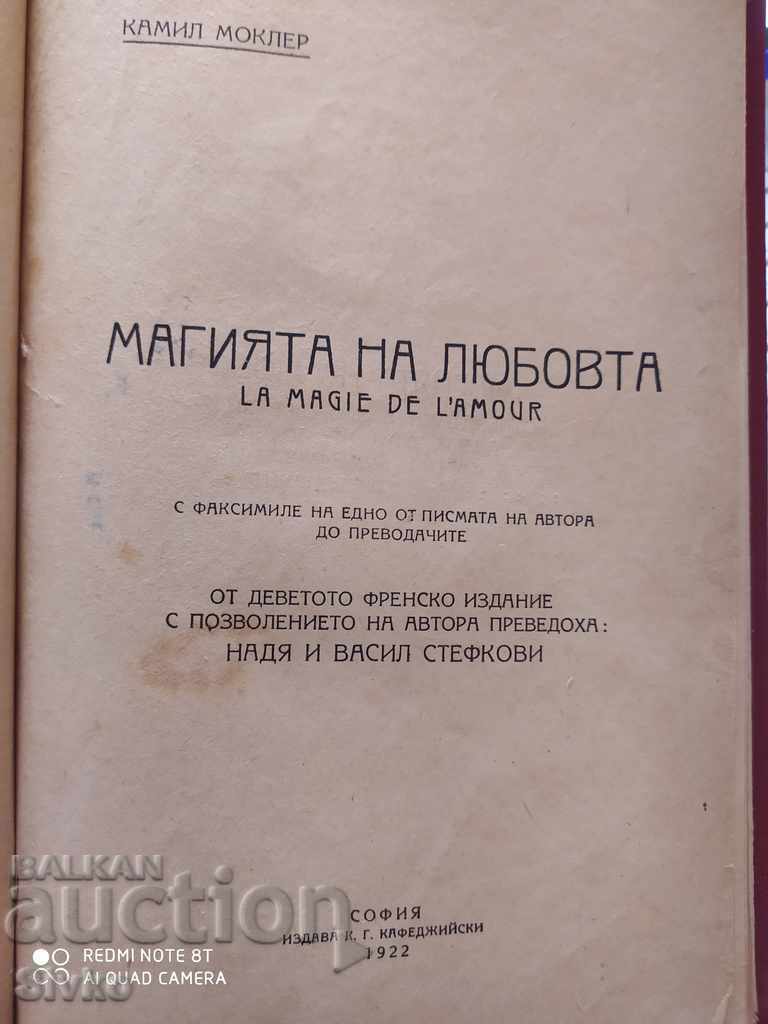 КАМИЛ МОКЛЕР
МАГИЯТА НА ЛЮБОВТА
LA MAGIE DE L'AMOUR
С ФАКСИМИЛЕ НА ЕДНО ОТ ПИСМАТА НА АВТОРА
ДО ПРЕВОДАЧИТЕ
ОТ ДЕВЕТОТО ФРЕНСКО ИЗДАНИЕ
С ПОЗВОЛЕНИЕТО НА АВТОРА ПРЕВЕДОХА:
НАДЯ И ВАСИЛ СТЕФКОВИ
СОФИЯ
ИЗДАВА К. Г. КАФЕДЖИЙСКИ
1922
BALKAN
auction
REDMI NOTE 8T
AI QUAD CAMERA
Sivko